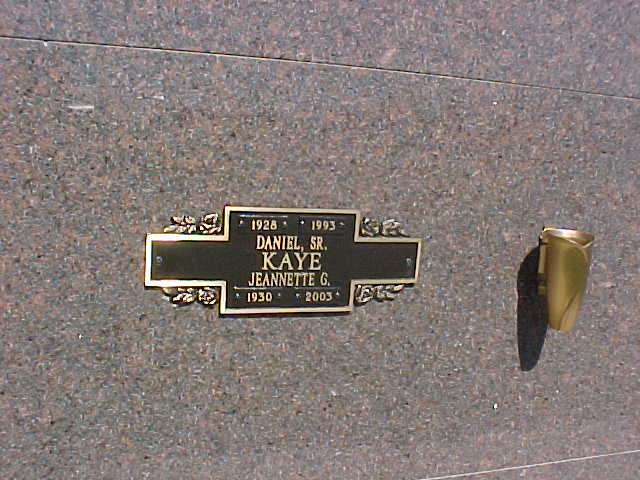 1928 1993
DANIEL, SR.
KAYE
JEANNETTE G.
1930 2003